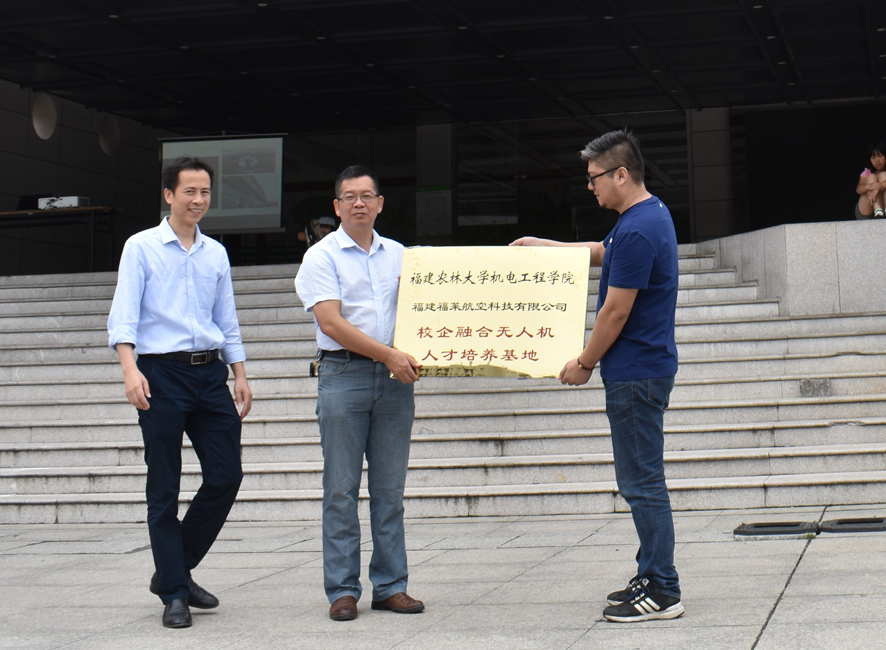 福建农林大学机电工程学院
福建福莱航空科技有限公司
校企融合无人机
人才培养基地